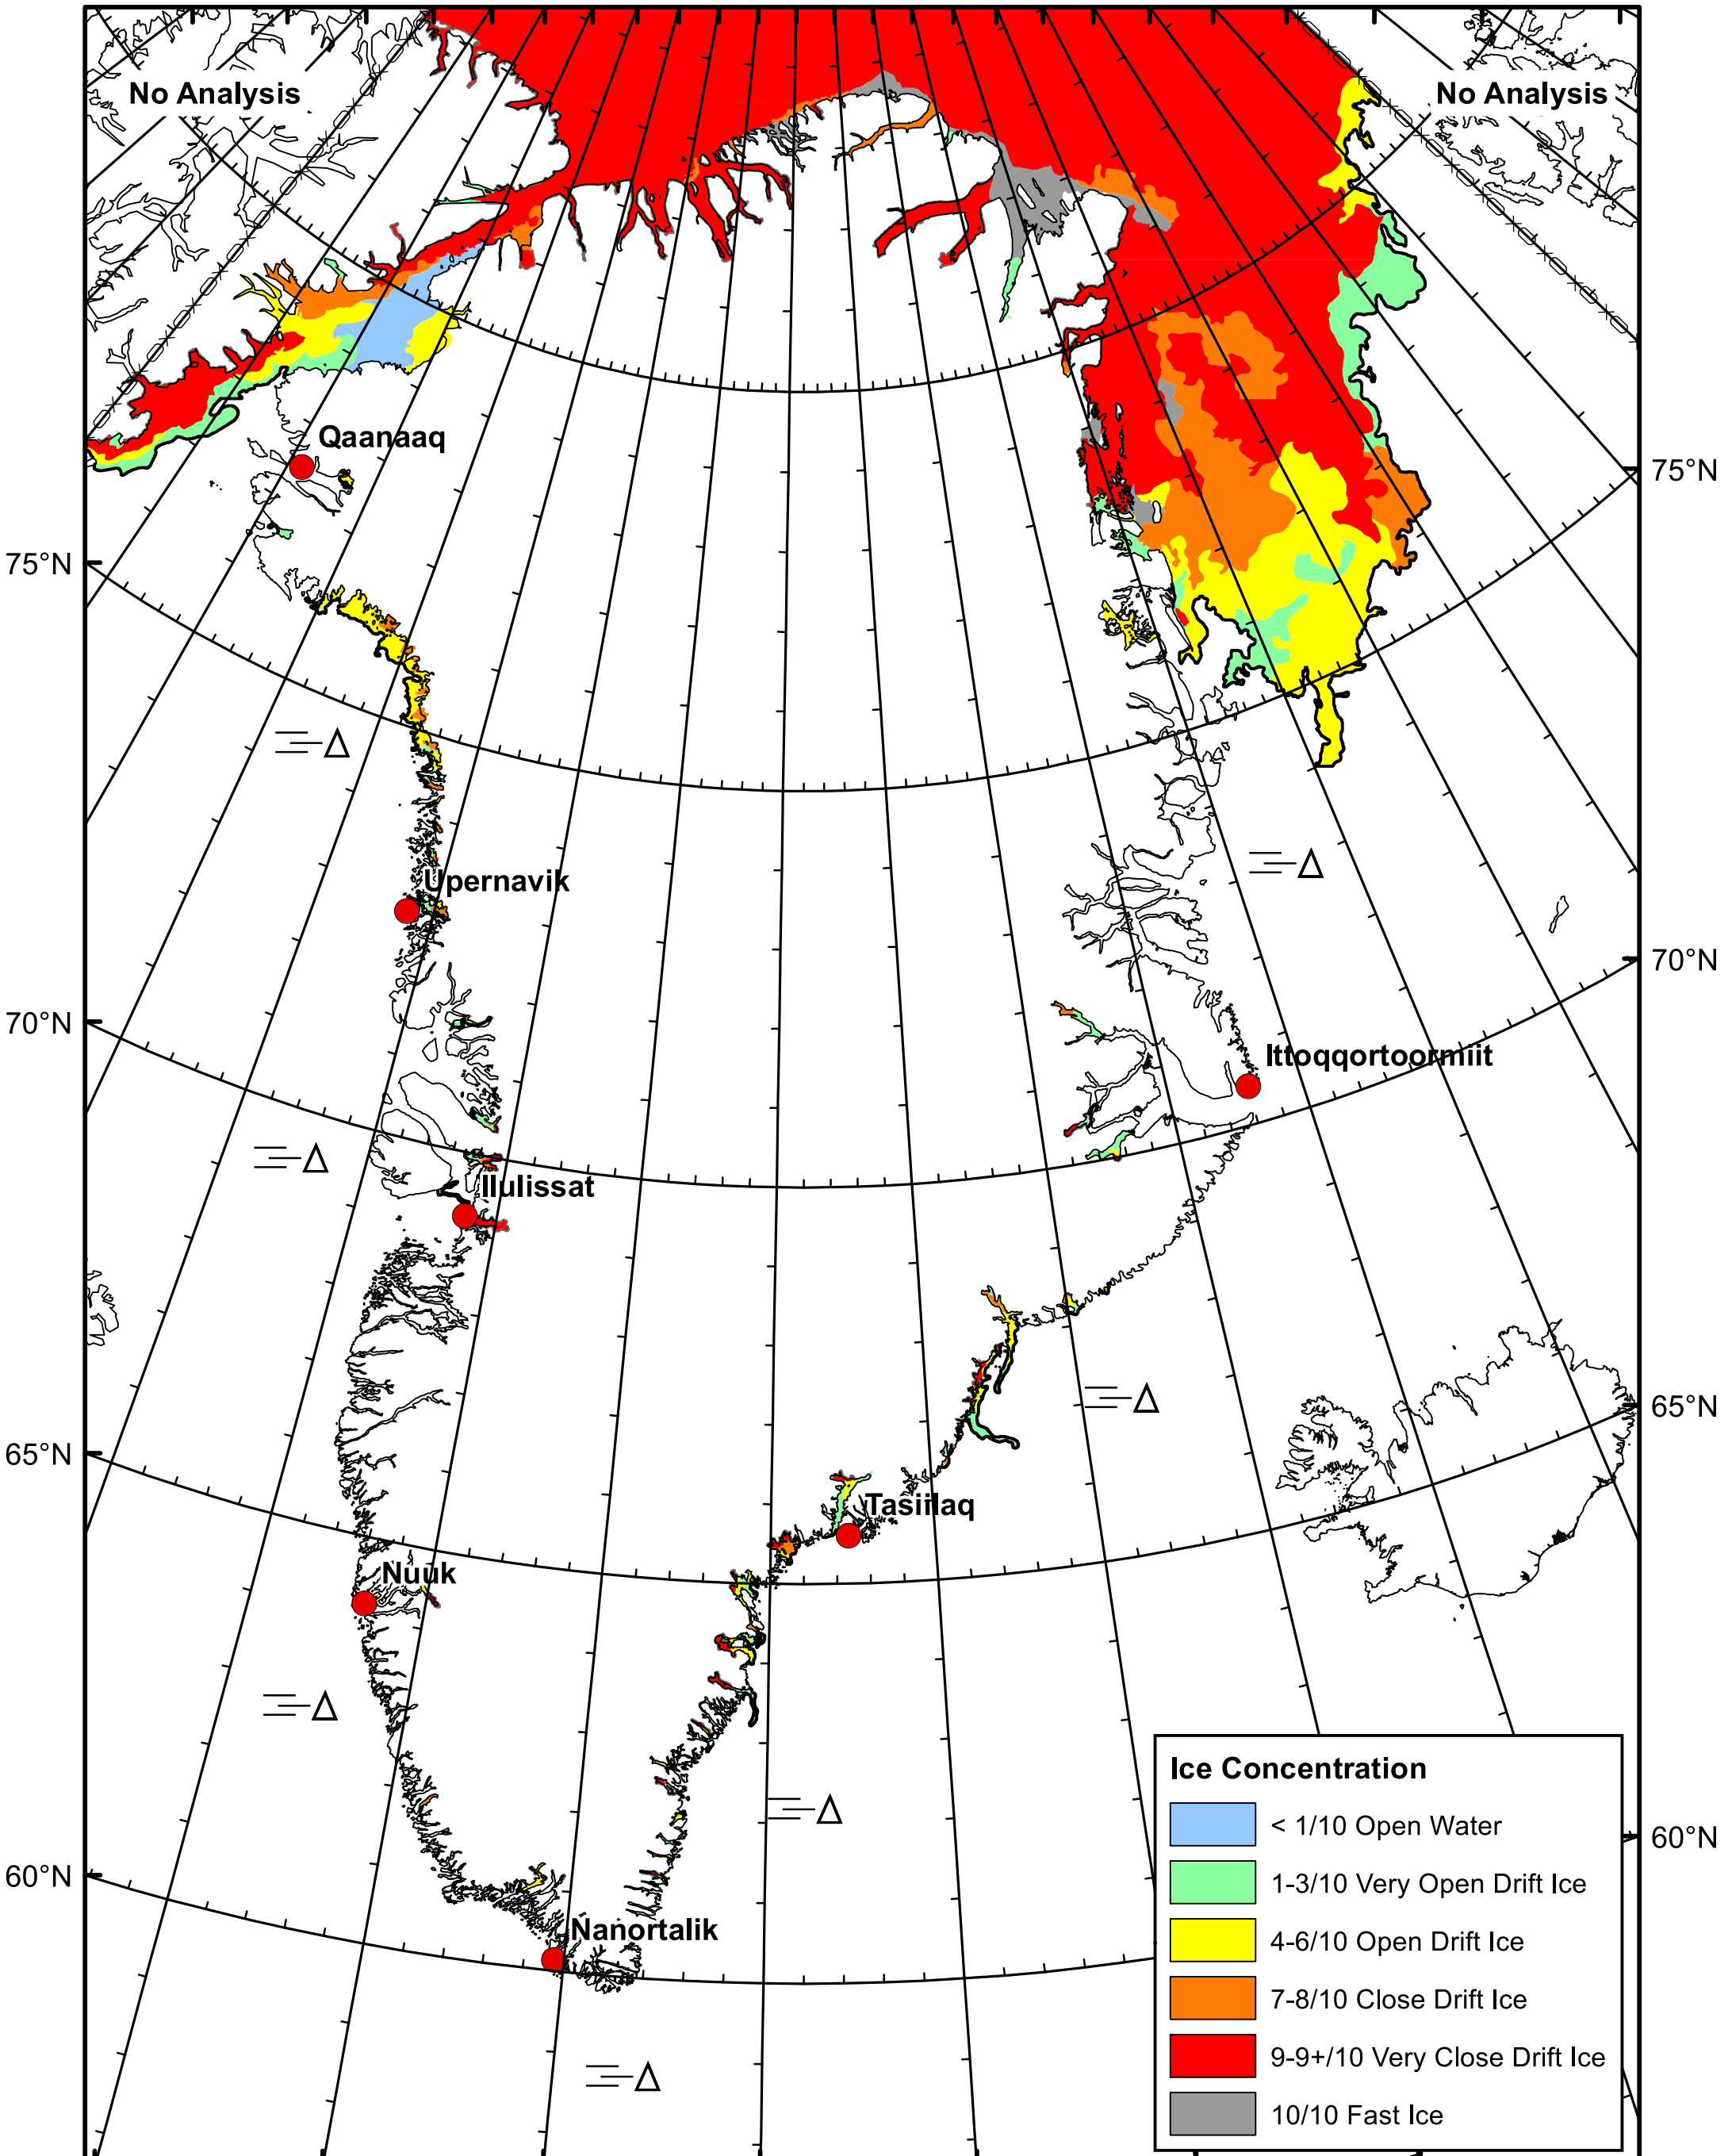 No Analysis
No Analysis
Qaanaaq
75°N
75°N
Upernavik
70°N
70°N
Ittoqqortoormiit
Ilulissat
65°N
65°N
Tasiilaq
Nuuk
Ice Concentration
< 1/10 Open Water
1-3/10 Very Open Drift Ice
4-6/10 Open Drift Ice
7-8/10 Close Drift Ice
9-9+/10 Very Close Drift Ice
10/10 Fast Ice
60°N
60°N
Nanortalik